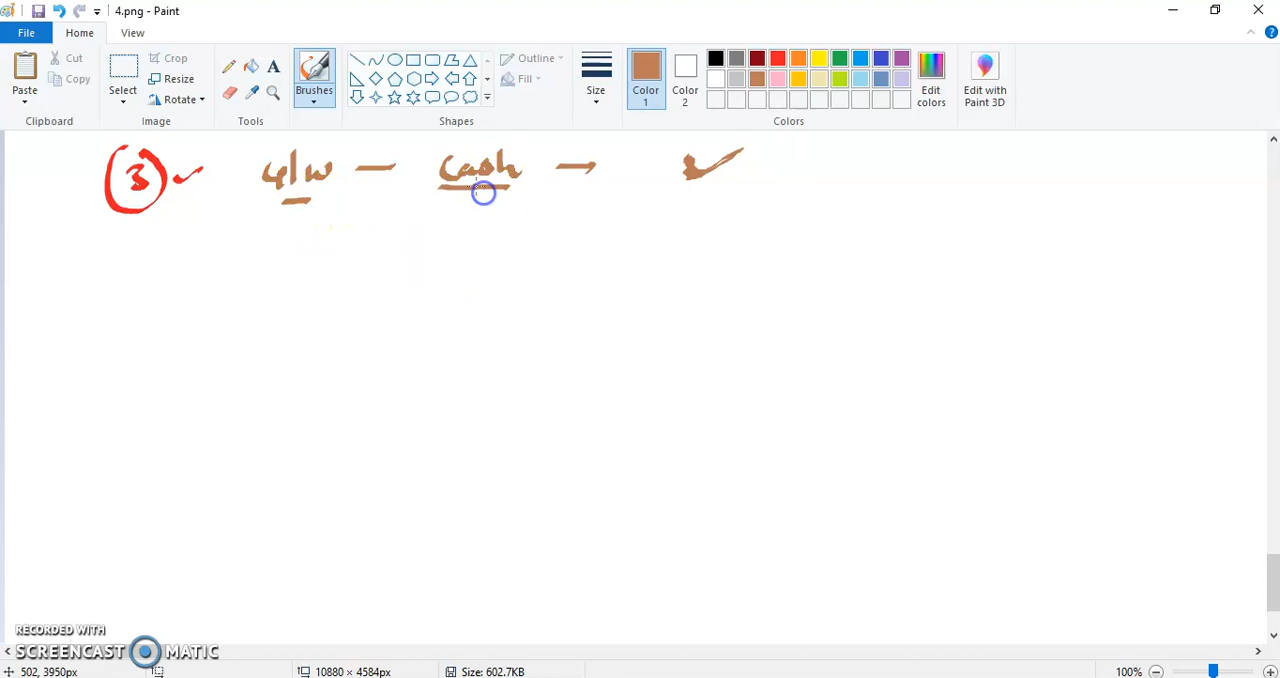 4.png - Paint
File Home View
Paste Cut Copy Select Crop Resize Rotate Brushes Outline Fill Size Color 1 Color 2 Edit colors Edit with Paint 3D
Clipboard Image Tools Shapes Colors
3 — Cash →
RECORDED WITH
SCREENCAST MATIC
502, 3950px 10880 × 4584px Size: 602.7KB 100%